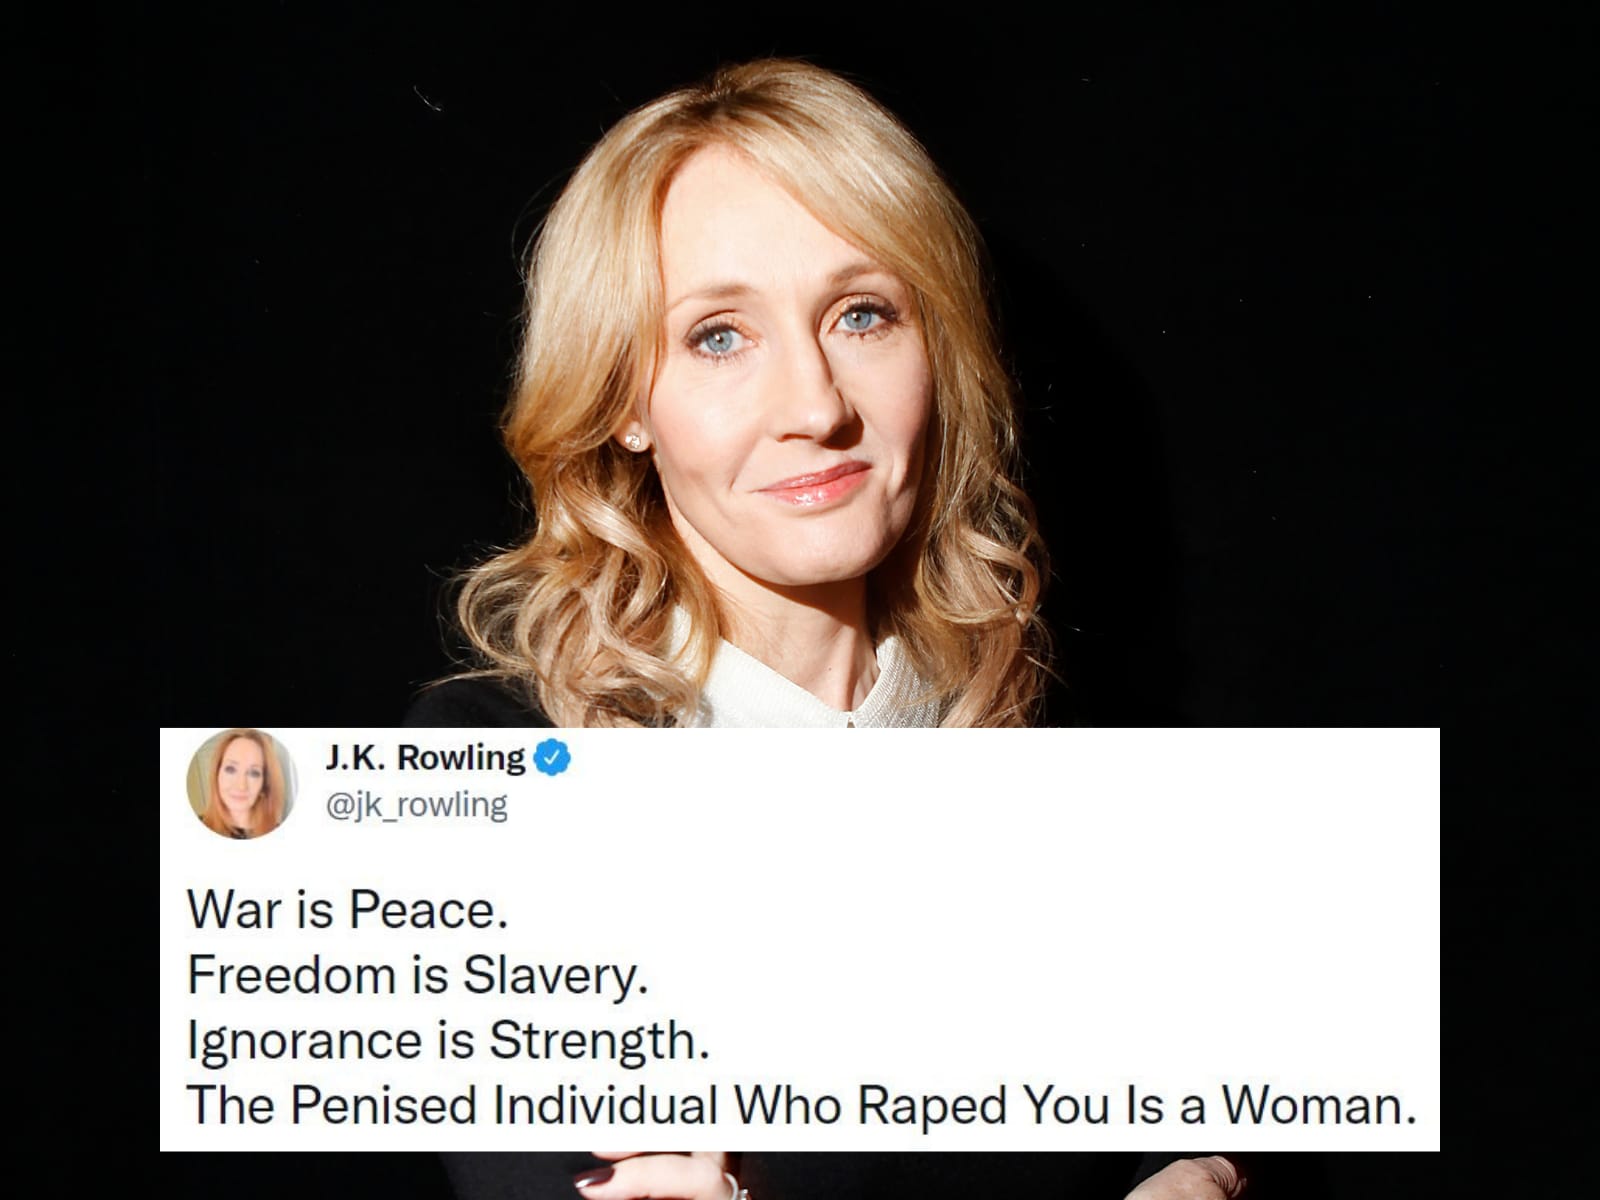 J.K. Rowling
@jk_rowling
War is Peace.
Freedom is Slavery.
Ignorance is Strength.
The Penised Individual Who Raped You Is a Woman.